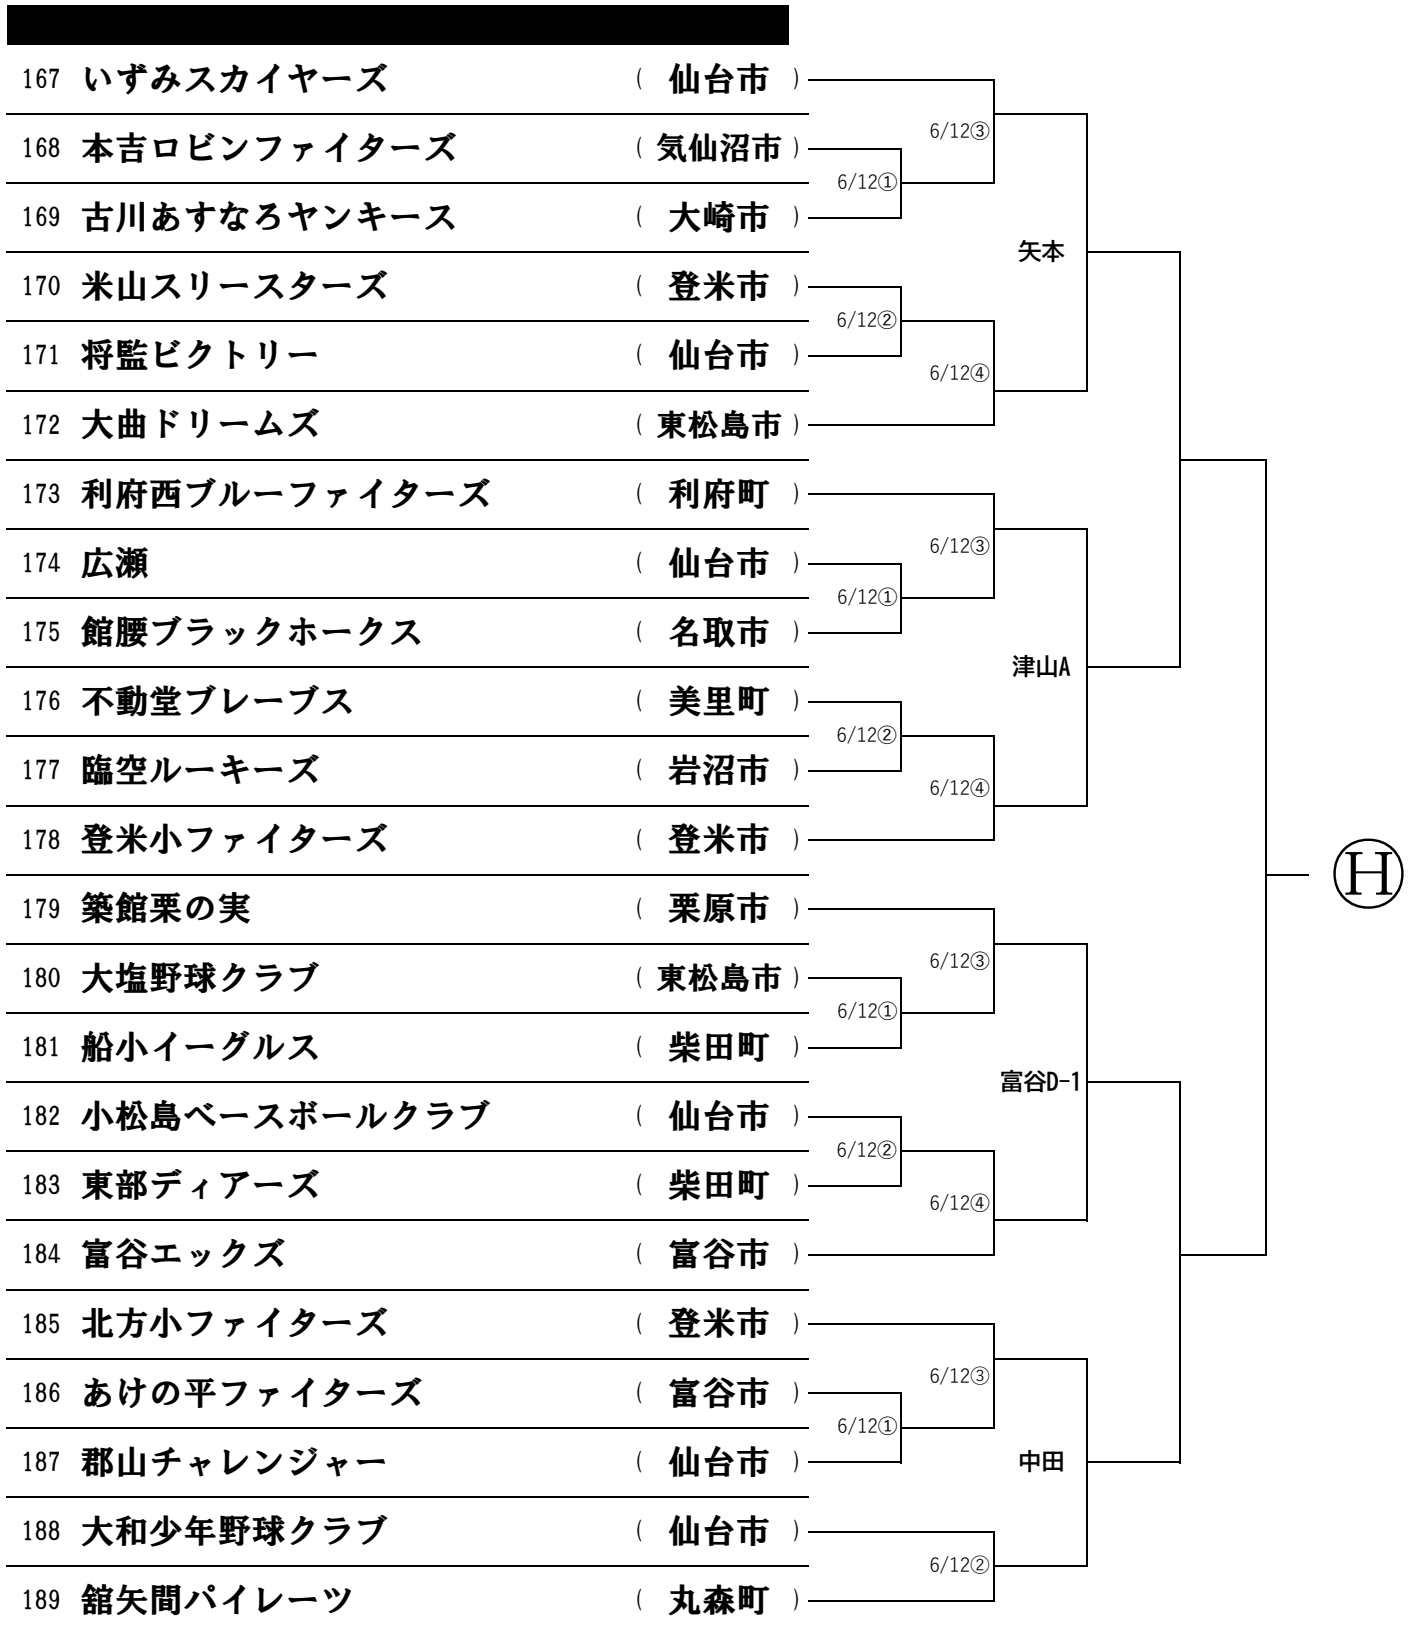 167 いずみスカイヤーズ ( 仙台市 )
6/12③
168 本吉ロビンファイターズ ( 気仙沼市 )
6/12①
169 古川あすなろヤンキース ( 大崎市 )
矢本
170 米山スリースターズ ( 登米市 )
6/12②
171 将監ビクトリー ( 仙台市 )
6/12④
172 大曲ドリームズ ( 東松島市 )
173 利府西ブルーファイターズ ( 利府町 )
6/12③
174 広瀬 ( 仙台市 )
6/12①
175 館腰ブラックホークス ( 名取市 )
津山A
176 不動堂ブレーブス ( 美里町 )
6/12②
177 臨空ルーキーズ ( 岩沼市 )
6/12④
178 登米小ファイターズ ( 登米市 )
Ⓗ
179 築館栗の実 ( 栗原市 )
6/12③
180 大塩野球クラブ ( 東松島市 )
6/12①
181 船小イーグルス ( 柴田町 )
富谷D-1
182 小松島ベースボールクラブ ( 仙台市 )
6/12②
183 東部ディアーズ ( 柴田町 )
6/12④
184 富谷エックズ ( 富谷市 )
185 北方小ファイターズ ( 登米市 )
6/12③
186 あけの平ファイターズ ( 富谷市 )
6/12①
187 郡山チャレンジャー ( 仙台市 )
中田
188 大和少年野球クラブ ( 仙台市 )
6/12②
189 舘矢間パイレーツ ( 丸森町 )